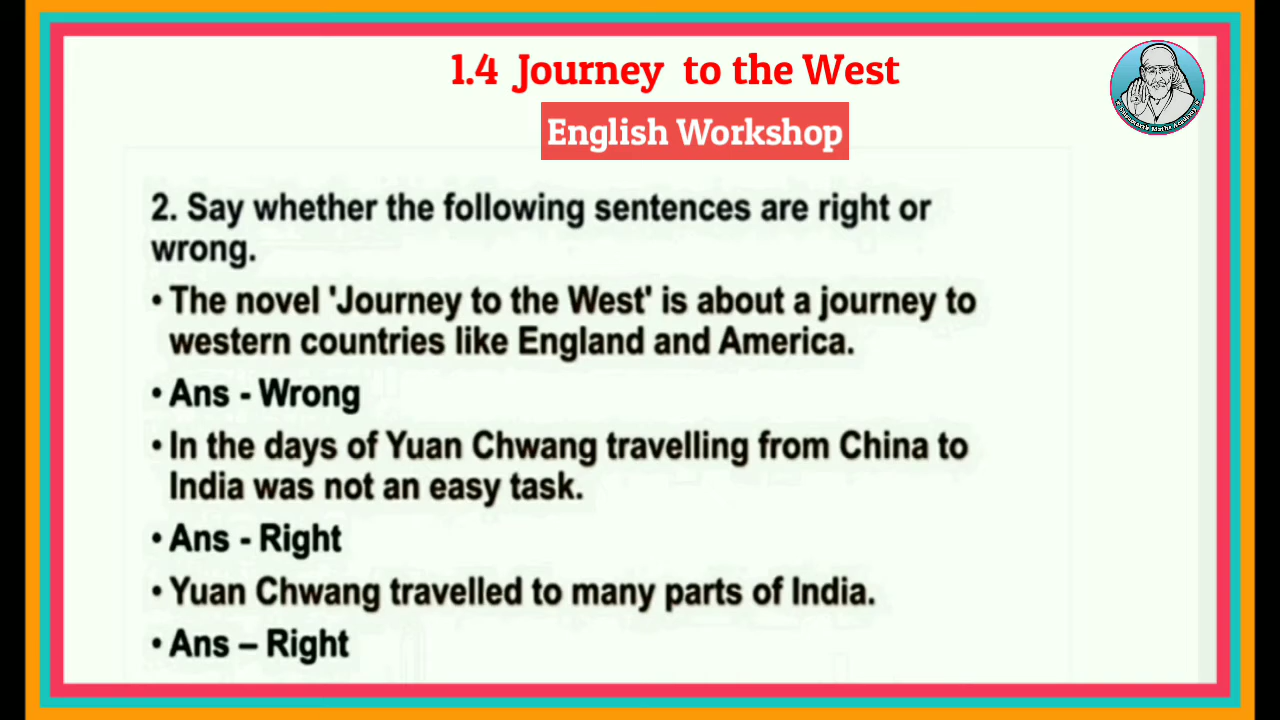 1.4 Journey to the West
English Workshop
2. Say whether the following sentences are right or
wrong.
• The novel 'Journey to the West' is about a journey to
western countries like England and America.
• Ans - Wrong
• In the days of Yuan Chwang travelling from China to
India was not an easy task.
• Ans - Right
• Yuan Chwang travelled to many parts of India.
• Ans – Right